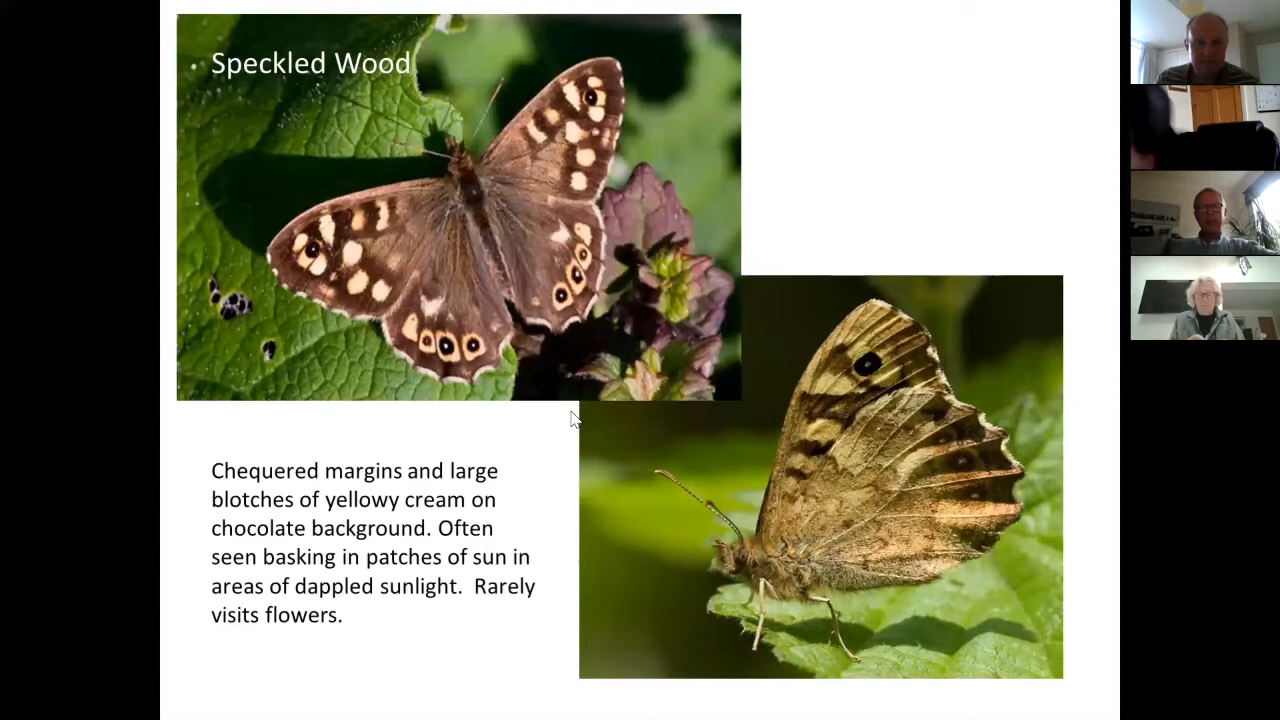 Speckled Wood
Chequered margins and large
blotches of yellowy cream on
chocolate background. Often
seen basking in patches of sun in
areas of dappled sunlight.  Rarely
visits flowers.